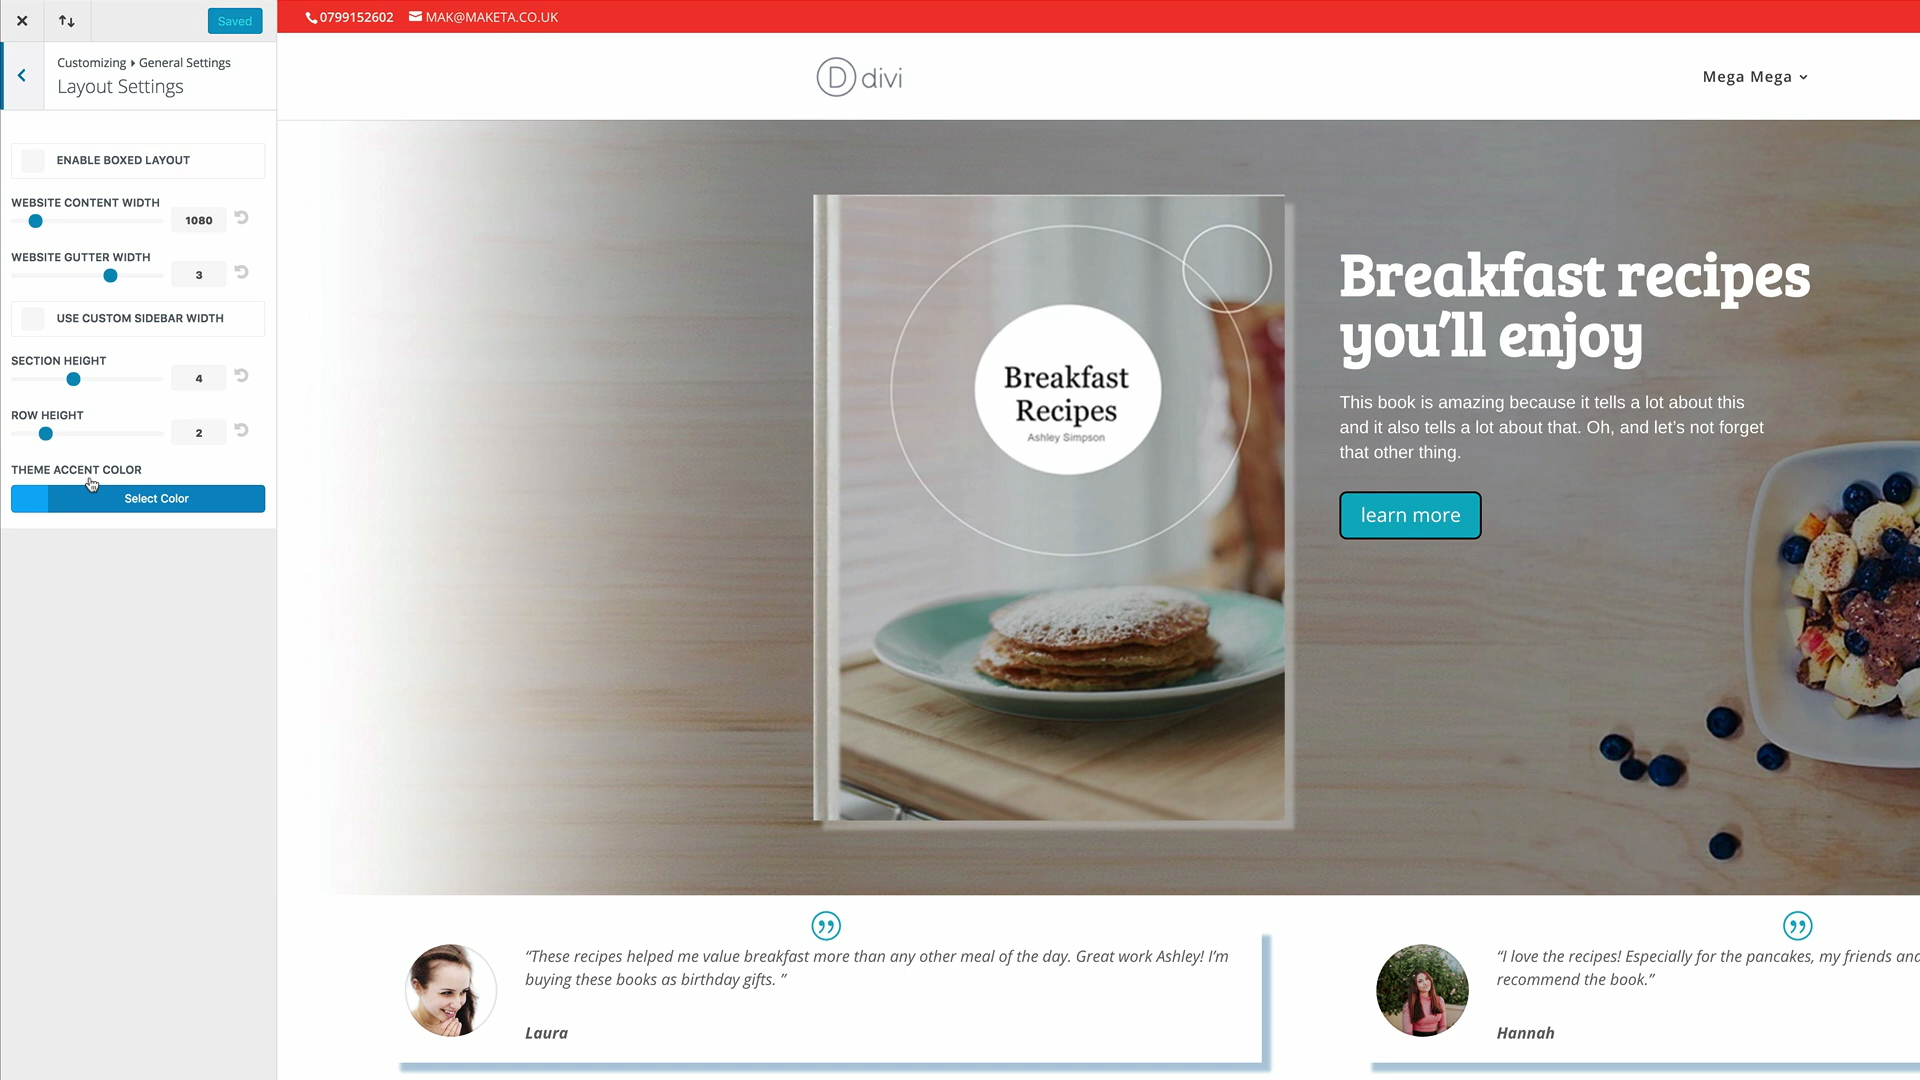 Saved
Customizing ▸ General Settings
Layout Settings
ENABLE BOXED LAYOUT
WEBSITE CONTENT WIDTH
1080
WEBSITE GUTTER WIDTH
3
USE CUSTOM SIDEBAR WIDTH
SECTION HEIGHT
4
ROW HEIGHT
2
THEME ACCENT COLOR
Select Color
0799152602 MAK@MAKETA.CO.UK
D divi
Mega Mega
Breakfast
Recipes
Ashley Simpson
Breakfast recipes
you’ll enjoy
This book is amazing because it tells a lot about this
and it also tells a lot about that. Oh, and let’s not forget
that other thing.
learn more
“These recipes helped me value breakfast more than any other meal of the day. Great work Ashley! I’m
buying these books as birthday gifts. ”
Laura
“I love the recipes! Especially for the pancakes, my friends and
recommend the book.”
Hannah